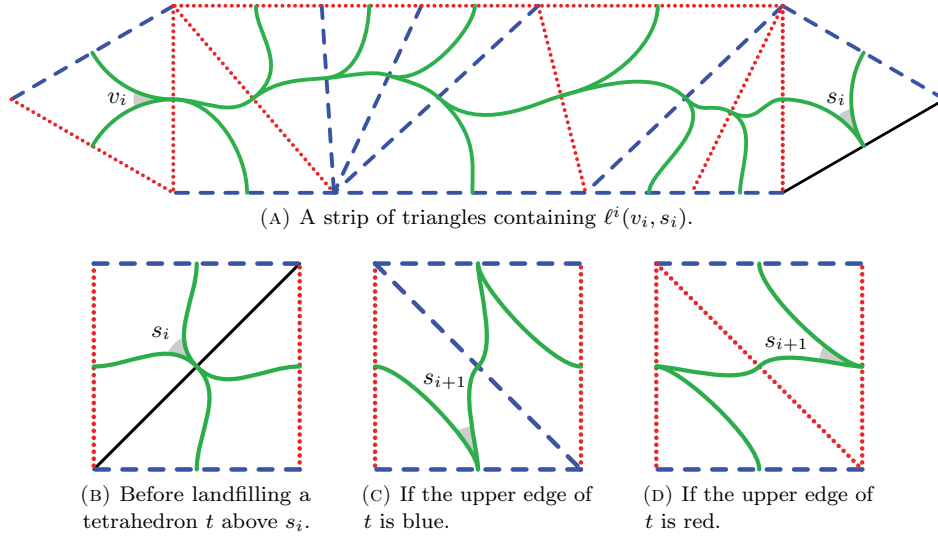 v_i
s_i
(A) A strip of triangles containing ℓ^i(v_i, s_i).
s_i
s_{i+1}
s_{i+1}
(B) Before landfilling a
tetrahedron t above s_i.
(C) If the upper edge of
t is blue.
(D) If the upper edge of
t is red.